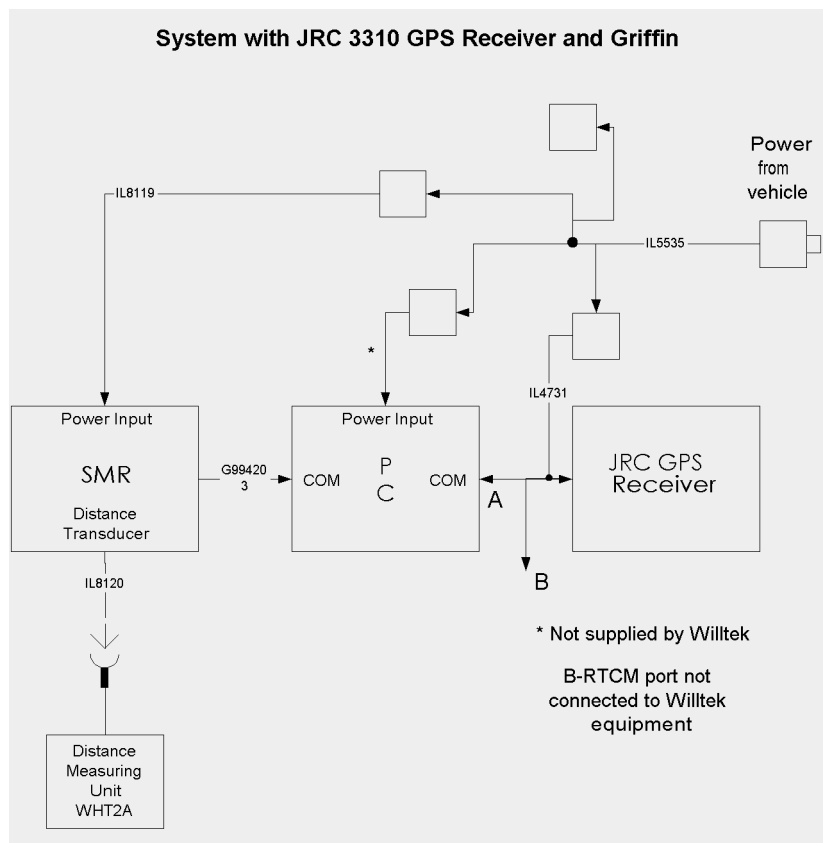 System with JRC 3310 GPS Receiver and Griffin
Power
from
vehicle
IL8119
IL5535
*
IL4731
Power Input
SMR
Distance
Transducer
G99420
3
Power Input
COM
P
C
COM
A
B
JRC GPS
Receiver
IL8120
* Not supplied by Willtek
B-RTCM port not
connected to Willtek
equipment
Distance
Measuring
Unit
WHT2A